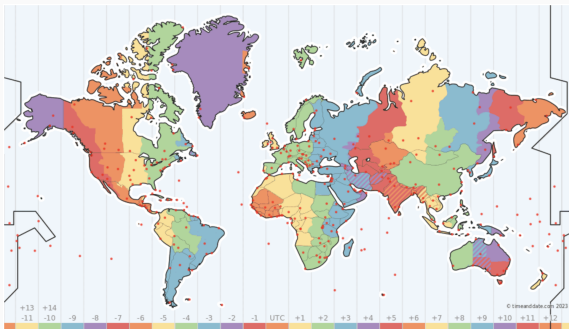 © timeanddate.com 2023
+13 +14
-11 -10 -9 -8 -7 -6 -5 -4 -3 -2 -1 UTC +1 +2 +3 +4 +5 +6 +7 +8 +9 +10 +11 +12